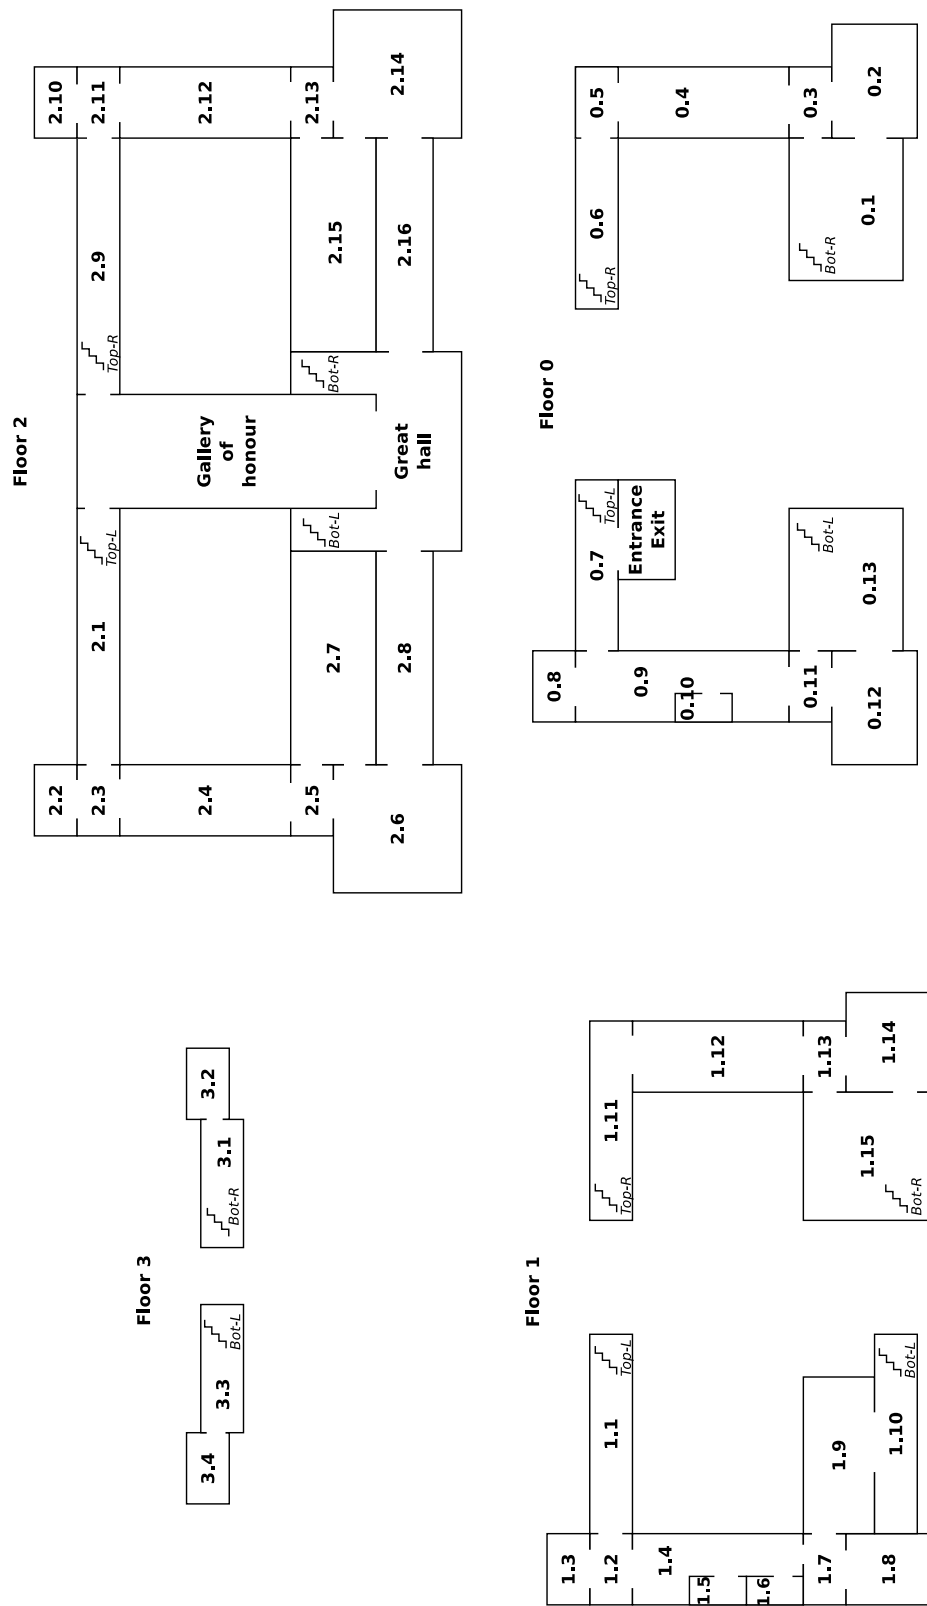 Floor 3
3.4
3.3
Bot-L
Bot-R
3.1
3.2
Floor 2
2.2
2.3
2.1
Top-L
Top-R
2.9
2.11
2.10
2.4
Gallery
of
honour
2.12
2.5
2.7
Bot-L
Bot-R
2.15
2.13
2.6
2.8
Great
hall
2.16
2.14
Floor 1
1.3
1.2
1.1
Top-L
Top-R
1.11
1.4
1.5
1.6
1.12
1.7
1.9
1.13
1.8
1.10
Bot-L
Bot-R
1.15
1.14
Floor 0
0.8
0.7
Top-L
Top-R
0.6
0.5
0.9
0.10
Entrance
Exit
0.4
0.11
Bot-L
Bot-R
0.3
0.12
0.13
0.1
0.2